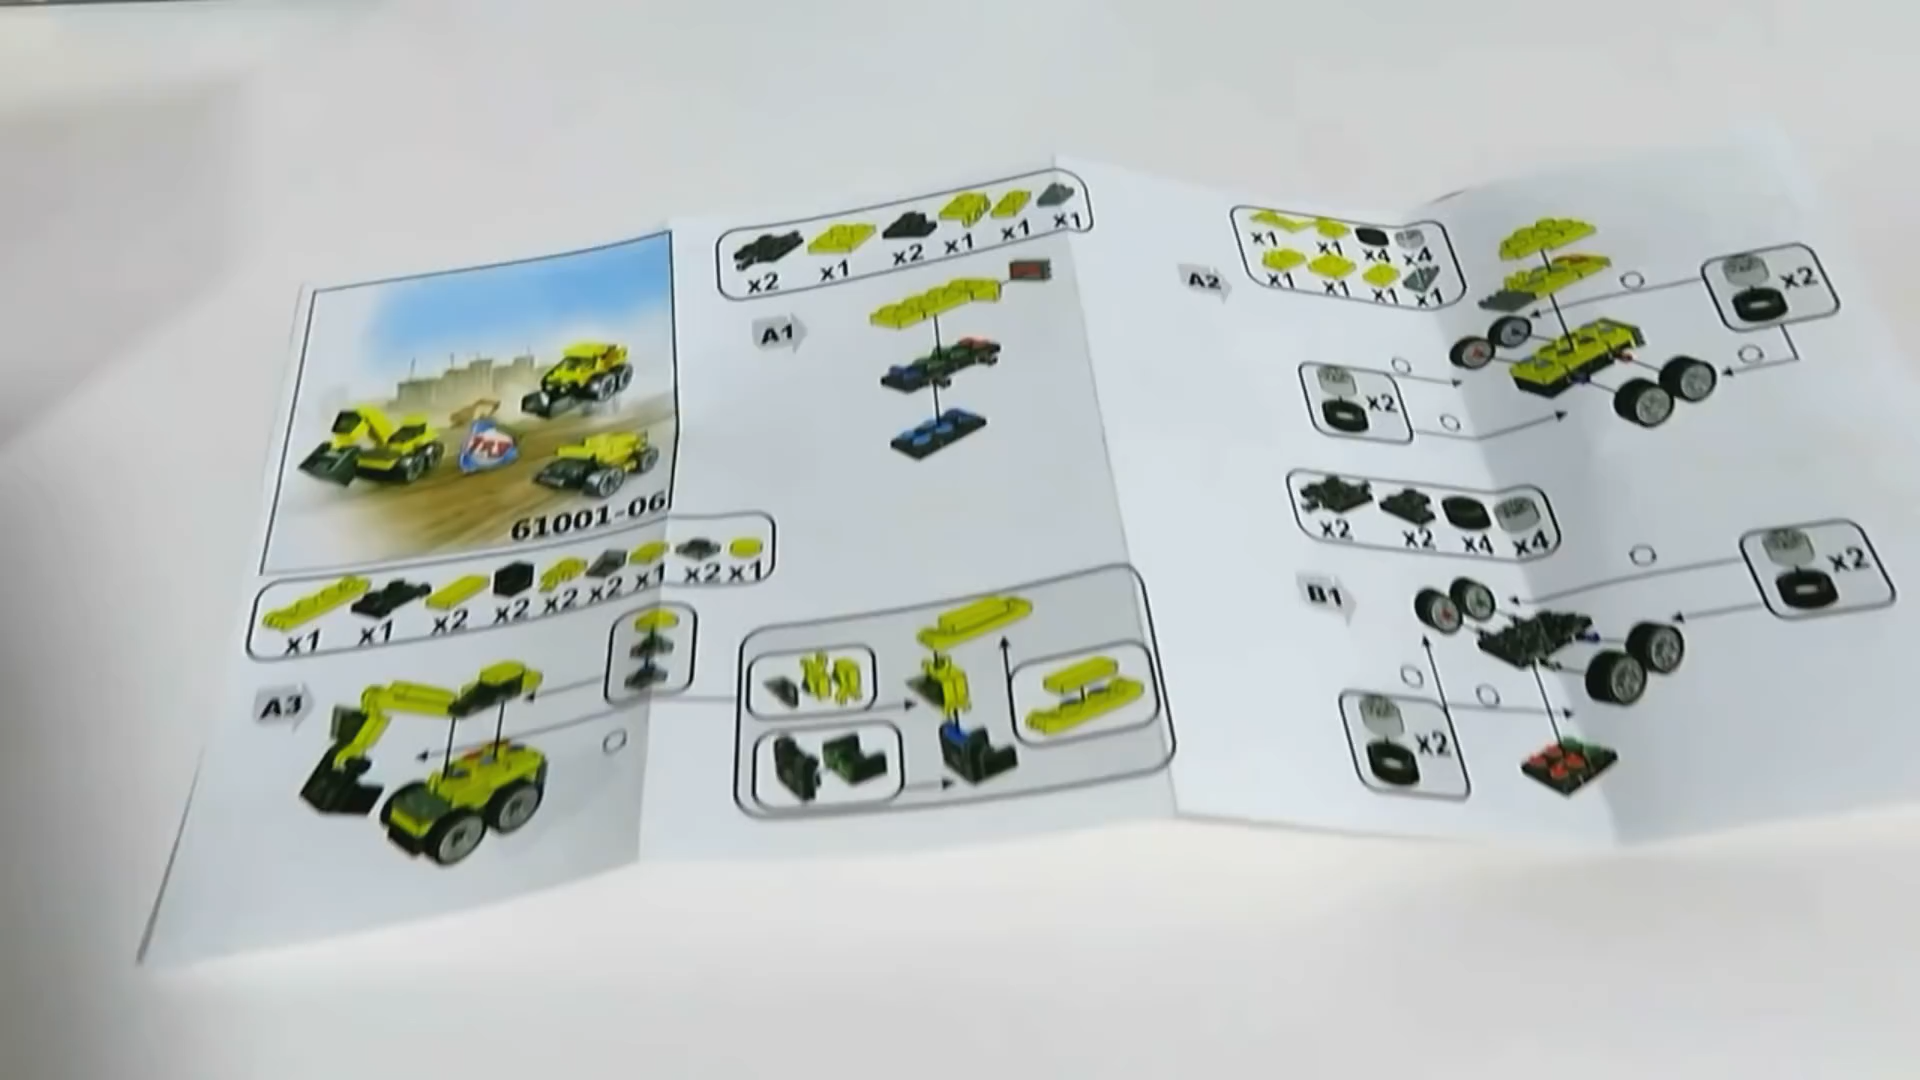 61001-06
x1 x1 x2 x2 x2 x2 x1 x2 x1
A3
x2 x1 x2 x1 x1 x1
A1
A2
x1 x1 x4 x4
x1 x1 x1 x1
x2
x2
x2 x2 x4 x4
B1
x2
x2